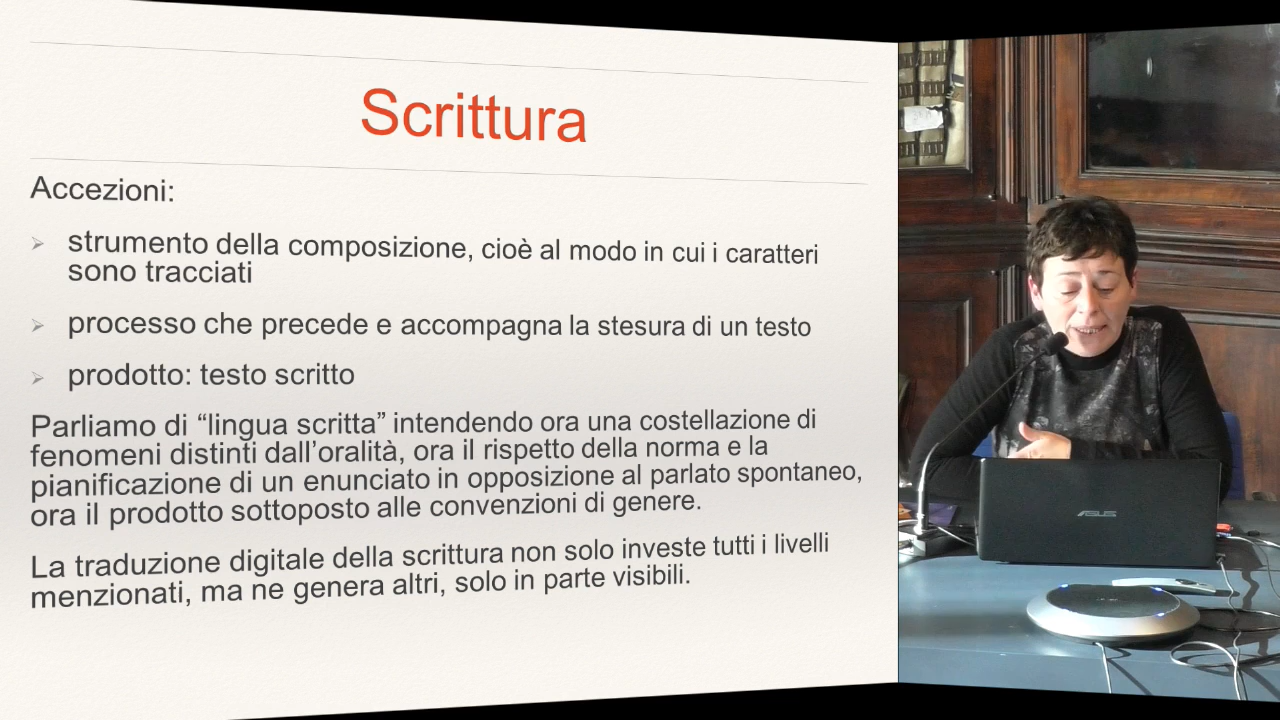 Scrittura
Accezioni:
strumento della composizione, cioè al modo in cui i caratteri
sono tracciati
processo che precede e accompagna la stesura di un testo
prodotto: testo scritto
Parliamo di “lingua scritta” intendendo ora una costellazione di
fenomeni distinti dall’oralità, ora il rispetto della norma e la
pianificazione di un enunciato in opposizione al parlato spontaneo,
ora il prodotto sottoposto alle convenzioni di genere.
La traduzione digitale della scrittura non solo investe tutti i livelli
menzionati, ma ne genera altri, solo in parte visibili.
ASUS